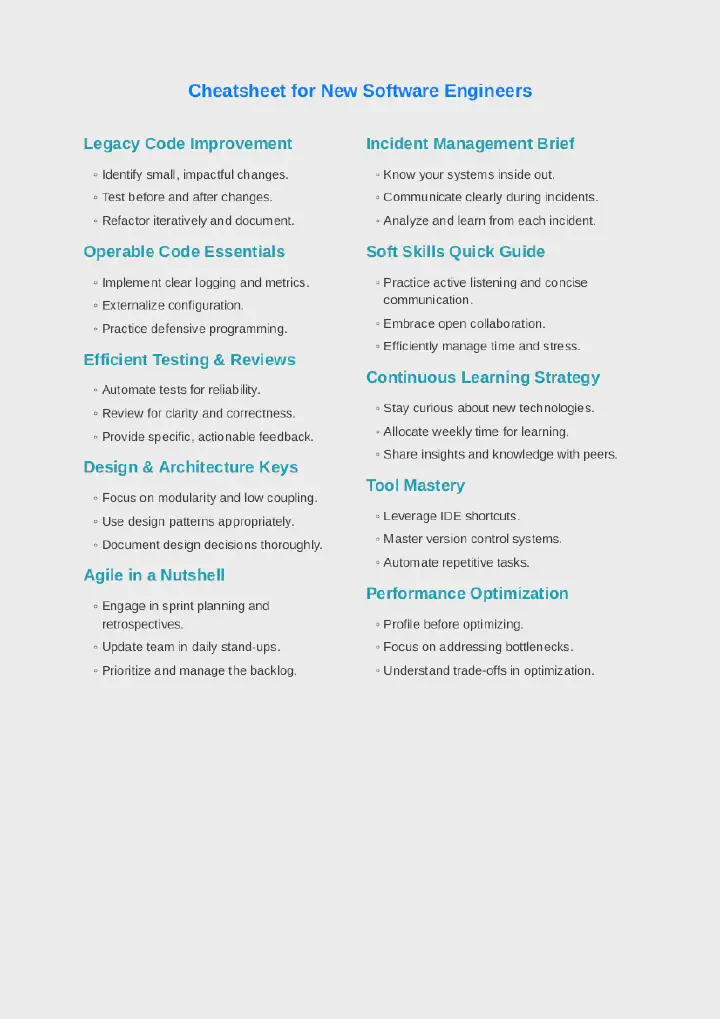 Cheatsheet for New Software Engineers
Legacy Code Improvement
◦ Identify small, impactful changes.
◦ Test before and after changes.
◦ Refactor iteratively and document.
Operable Code Essentials
◦ Implement clear logging and metrics.
◦ Externalize configuration.
◦ Practice defensive programming.
Efficient Testing & Reviews
◦ Automate tests for reliability.
◦ Review for clarity and correctness.
◦ Provide specific, actionable feedback.
Design & Architecture Keys
◦ Focus on modularity and low coupling.
◦ Use design patterns appropriately.
◦ Document design decisions thoroughly.
Agile in a Nutshell
◦ Engage in sprint planning and
retrospectives.
◦ Update team in daily stand-ups.
◦ Prioritize and manage the backlog.
Incident Management Brief
◦ Know your systems inside out.
◦ Communicate clearly during incidents.
◦ Analyze and learn from each incident.
Soft Skills Quick Guide
◦ Practice active listening and concise
communication.
◦ Embrace open collaboration.
◦ Efficiently manage time and stress.
Continuous Learning Strategy
◦ Stay curious about new technologies.
◦ Allocate weekly time for learning.
◦ Share insights and knowledge with peers.
Tool Mastery
◦ Leverage IDE shortcuts.
◦ Master version control systems.
◦ Automate repetitive tasks.
Performance Optimization
◦ Profile before optimizing.
◦ Focus on addressing bottlenecks.
◦ Understand trade-offs in optimization.